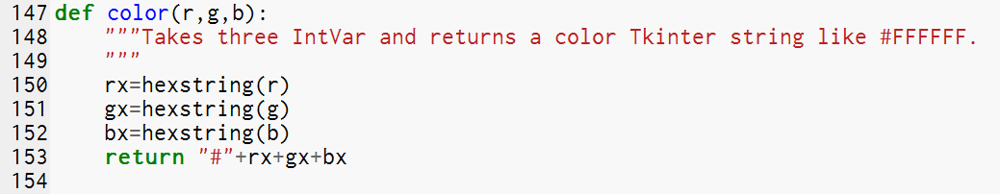 147 def color(r,g,b):
148     """Takes three IntVar and returns a color Tkinter string like #FFFFFF.
149     """
150     rx=hexstring(r)
151     gx=hexstring(g)
152     bx=hexstring(b)
153     return "#"+rx+gx+bx
154